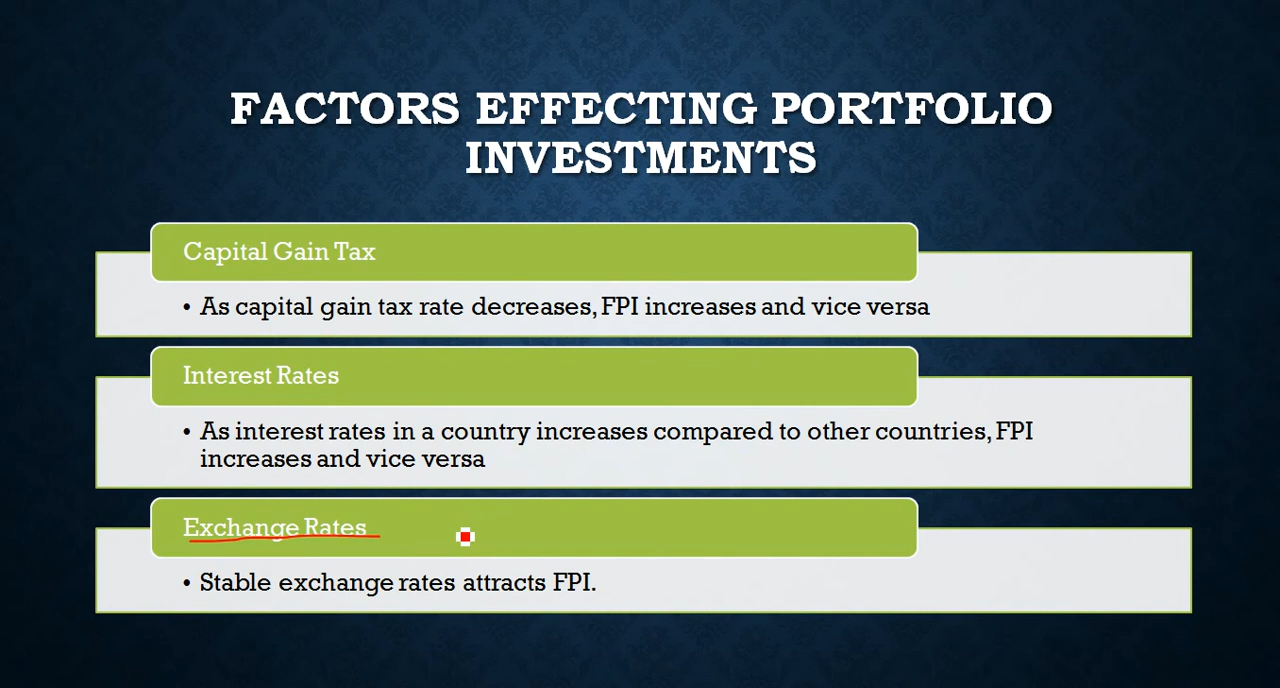 FACTORS EFFECTING PORTFOLIO
INVESTMENTS
Capital Gain Tax
• As capital gain tax rate decreases, FPI increases and vice versa
Interest Rates
• As interest rates in a country increases compared to other countries, FPI
increases and vice versa
Exchange Rates
• Stable exchange rates attracts FPI.